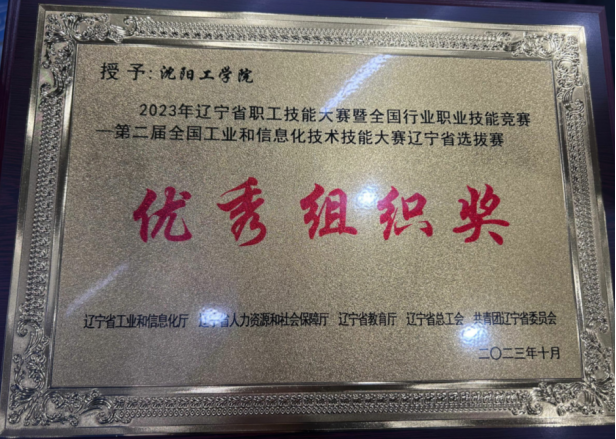 授予:沈阳工学院
2023年辽宁省职工技能大赛暨全国行业职业技能竞赛
—第二届全国工业和信息化技术技能大赛辽宁省选拔赛
优秀组织奖
辽宁省工业和信息化厅 辽宁省人力资源和社会保障厅 辽宁省教育厅 辽宁省总工会 共青团辽宁省委员会
二〇二三年十月